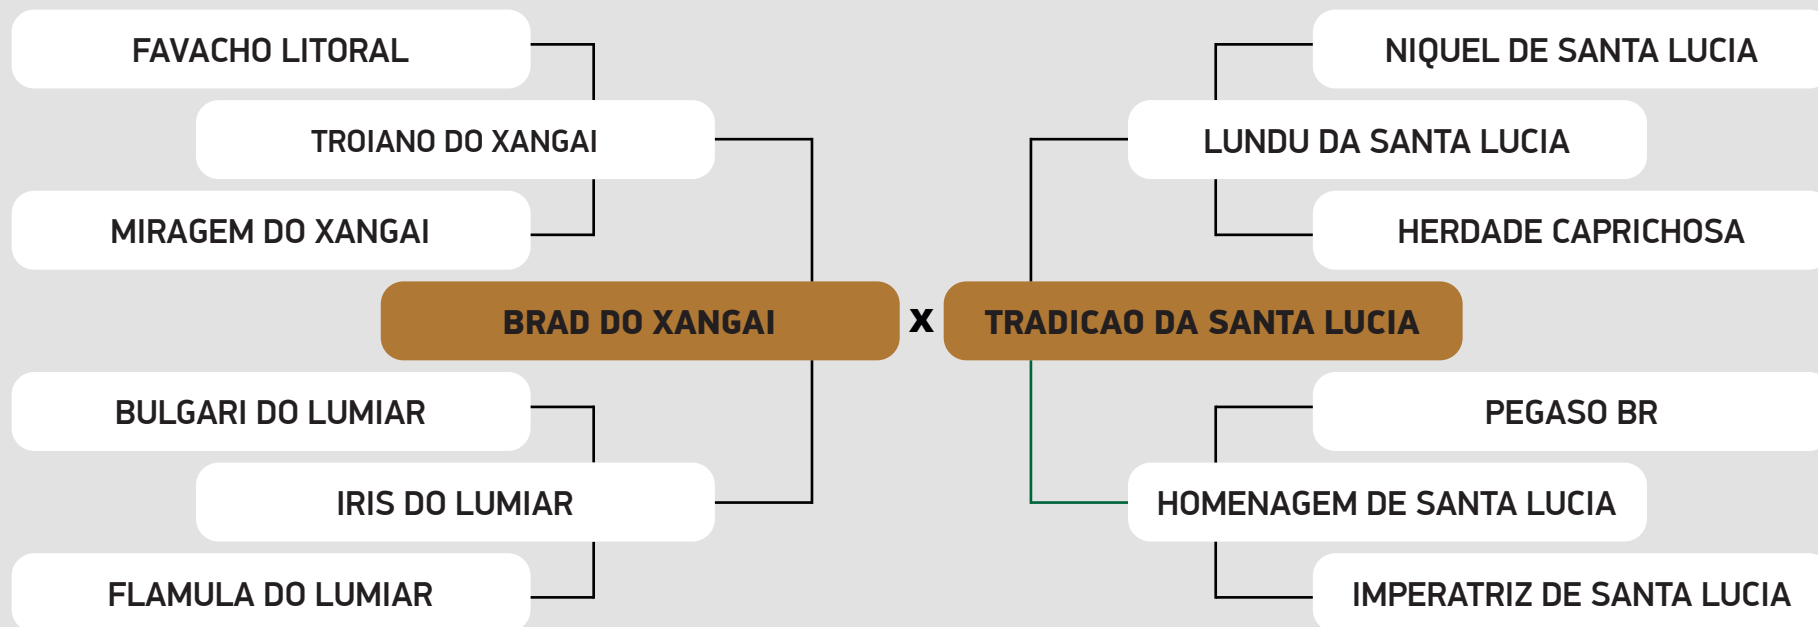 FAVACHO LITORAL
NIQUEL DE SANTA LUCIA
TROIANO DO XANGAI
LUNDU DA SANTA LUCIA
MIRAGEM DO XANGAI
HERDADE CAPRICHOSA
BRAD DO XANGAI x TRADICAO DA SANTA LUCIA
BULGARI DO LUMIAR
PEGASO BR
IRIS DO LUMIAR
HOMENAGEM DE SANTA LUCIA
FLAMULA DO LUMIAR
IMPERATRIZ DE SANTA LUCIA